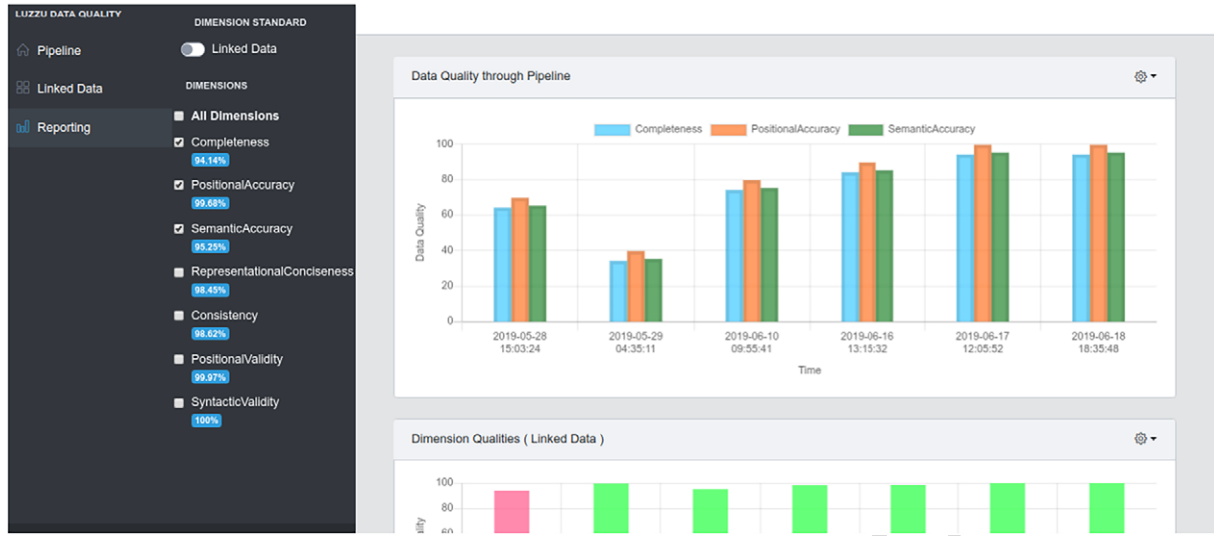 LUZZU DATA QUALITY
Pipeline
Linked Data
Reporting
DIMENSION STANDARD
Linked Data
DIMENSIONS
All Dimensions
Completeness
94.14%
PositionalAccuracy
99.68%
SemanticAccuracy
95.25%
RepresentationalConciseness
98.45%
Consistency
98.62%
PositionalValidity
99.97%
SyntacticValidity
100%
Data Quality through Pipeline
Completeness PositionalAccuracy SemanticAccuracy
Data Quality
100
80
60
40
20
0
2019-05-28 2019-05-29 2019-06-10 2019-06-16 2019-06-17 2019-06-18
15:03:24 04:35:11 09:55:41 13:15:32 12:05:52 18:35:48
Time
Dimension Qualities ( Linked Data )
100
80
60